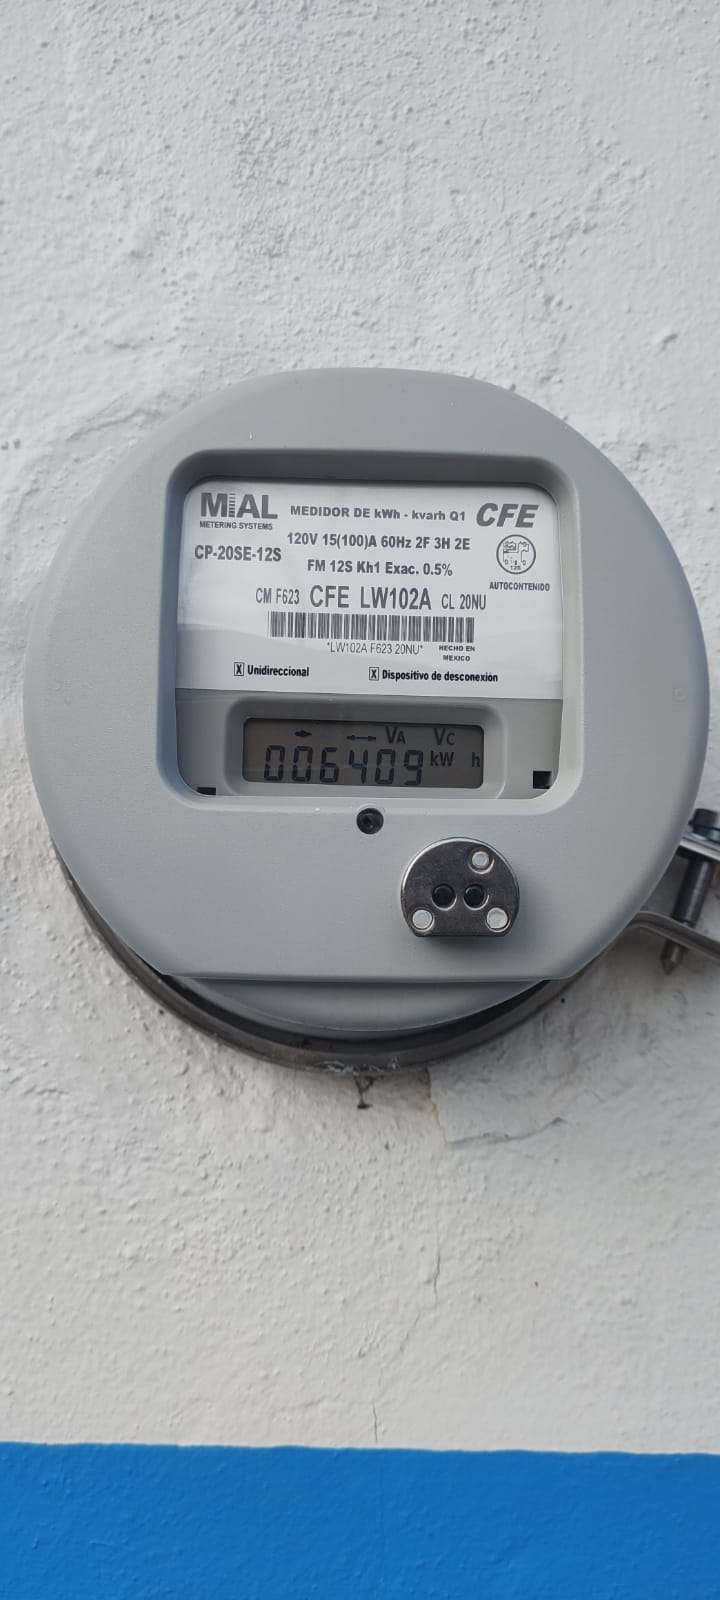 MIAL
METERING SYSTEMS
MEDIDOR DE kWh - kvarh Q1
CFE
120V 15(100)A 60Hz 2F 3H 2E
CP-20SE-12S
FM 12S Kh1 Exac. 0.5%
12S
AUTOCONTENIDO
CM F623 CFE LW102A CL 20NU
*LW102A F623 20NU*
HECHO EN
MEXICO
X Unidireccional
X Dispositivo de desconexión
VA VC
006409 kW h